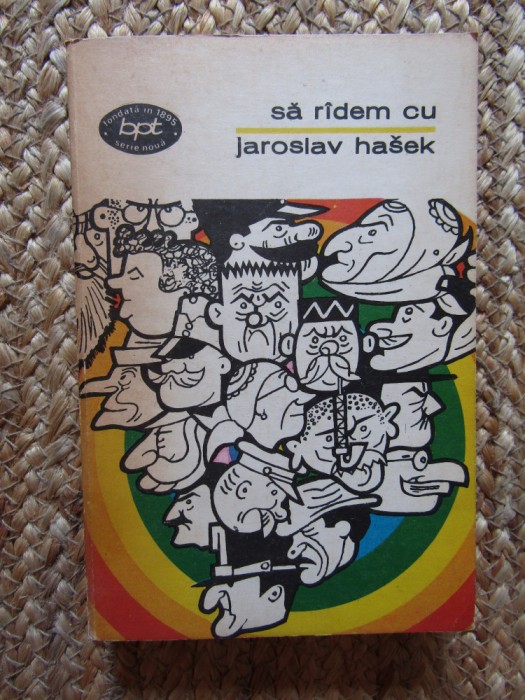 fondată în 1895
bpt
serie nouă
să rîdem cu
jaroslav hašek